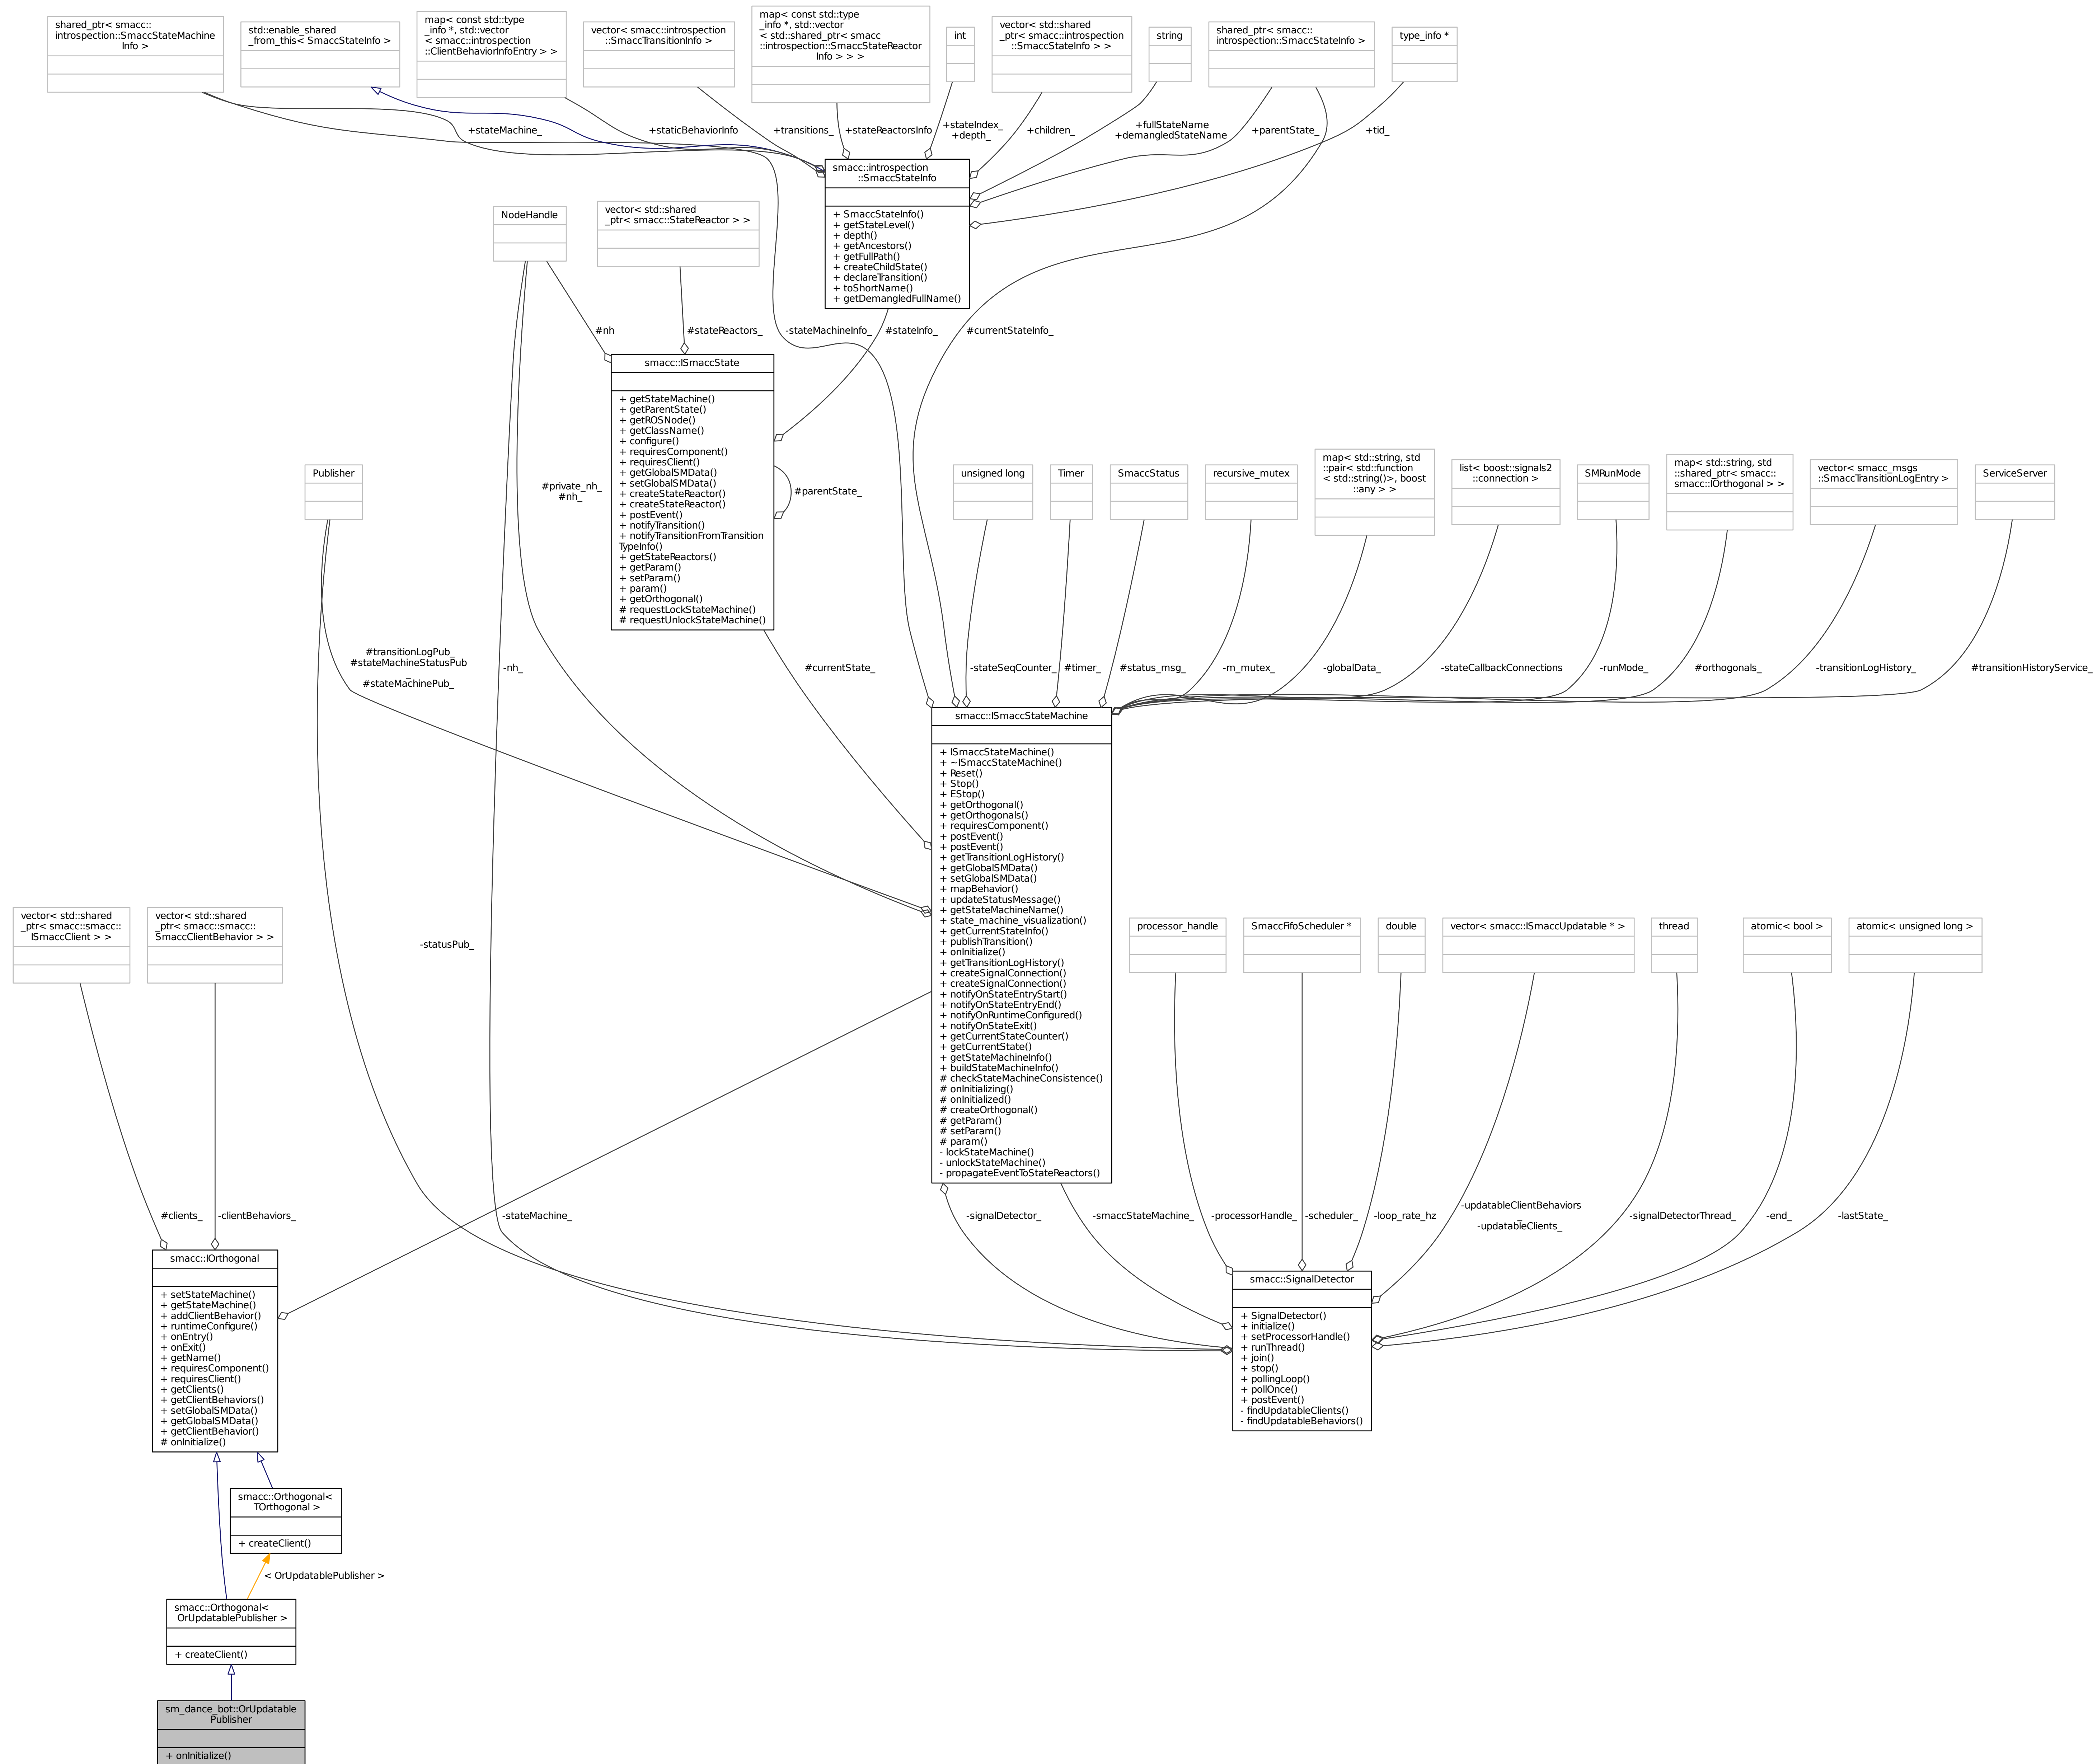 shared_ptr< smacc::
introspection::SmaccStateMachine
Info >
std::enable_shared
_from_this< SmaccStateInfo >
map< const std::type
_info *, std::vector
< smacc::introspection
::ClientBehaviorInfoEntry > >
vector< smacc::introspection
::SmaccTransitionInfo >
map< const std::type
_info *, std::vector
< std::shared_ptr< smacc
::introspection::SmaccStateReactor
Info > > >
int
vector< std::shared
_ptr< smacc::introspection
::SmaccStateInfo > >
string
shared_ptr< smacc::
introspection::SmaccStateInfo >
type_info *
+stateMachine_
+staticBehaviorInfo
+transitions_
+stateReactorsInfo
+stateIndex_
+depth_
+children_
+fullStateName
+demangledStateName
+parentState_
+tid_
smacc::introspection
::SmaccStateInfo
+ SmaccStateInfo()
+ getStateLevel()
+ depth()
+ getAncestors()
+ getFullPath()
+ createChildState()
+ declareTransition()
+ toShortName()
+ getDemangledFullName()
NodeHandle
vector< std::shared
_ptr< smacc::StateReactor > >
#nh
#stateReactors_
-stateMachineInfo_
#stateInfo_
#currentStateInfo_
smacc::ISmaccState
+ getStateMachine()
+ getParentState()
+ getROSNode()
+ getClassName()
+ configure()
+ requiresComponent()
+ requiresClient()
+ getGlobalSMData()
+ setGlobalSMData()
+ createStateReactor()
+ createStateReactor()
+ postEvent()
+ notifyTransition()
+ notifyTransitionFromTransition
TypeInfo()
+ getStateReactors()
+ getParam()
+ setParam()
+ param()
+ getOrthogonal()
# requestLockStateMachine()
# requestUnlockStateMachine()
#parentState_
Publisher
#private_nh_
#nh_
unsigned long
Timer
SmaccStatus
recursive_mutex
map< std::string, std
::pair< std::function
< std::string()>, boost
::any > >
list< boost::signals2
::connection >
SMRunMode
map< std::string, std
::shared_ptr< smacc::
smacc::IOrthogonal > >
vector< smacc_msgs
::SmaccTransitionLogEntry >
ServiceServer
#transitionLogPub_
#stateMachineStatusPub
_
#stateMachinePub_
-nh_
#currentState_
-stateSeqCounter_
#timer_
#status_msg_
-m_mutex_
-globalData_
-stateCallbackConnections
-runMode_
#orthogonals_
-transitionLogHistory_
#transitionHistoryService_
smacc::ISmaccStateMachine
+ ISmaccStateMachine()
+ ~ISmaccStateMachine()
+ Reset()
+ Stop()
+ EStop()
+ getOrthogonal()
+ getOrthogonals()
+ requiresComponent()
+ postEvent()
+ postEvent()
+ getTransitionLogHistory()
+ getGlobalSMData()
+ setGlobalSMData()
+ mapBehavior()
+ updateStatusMessage()
+ getStateMachineName()
+ state_machine_visualization()
+ getCurrentStateInfo()
+ publishTransition()
+ onInitialize()
+ getTransitionLogHistory()
+ createSignalConnection()
+ createSignalConnection()
+ notifyOnStateEntryStart()
+ notifyOnStateEntryEnd()
+ notifyOnRuntimeConfigured()
+ notifyOnStateExit()
+ getCurrentStateCounter()
+ getCurrentState()
+ getStateMachineInfo()
+ buildStateMachineInfo()
# checkStateMachineConsistence()
# onInitializing()
# onInitialized()
# createOrthogonal()
# getParam()
# setParam()
# param()
- lockStateMachine()
- unlockStateMachine()
- propagateEventToStateReactors()
vector< std::shared
_ptr< smacc::smacc::
ISmaccClient > >
vector< std::shared
_ptr< smacc::smacc::
SmaccClientBehavior > >
-statusPub_
processor_handle
SmaccFifoScheduler *
double
vector< smacc::ISmaccUpdatable * >
thread
atomic< bool >
atomic< unsigned long >
#clients_
-clientBehaviors_
-stateMachine_
-signalDetector_
-smaccStateMachine_
-processorHandle_
-scheduler_
-loop_rate_hz
-updatableClientBehaviors
_
-updatableClients_
-signalDetectorThread_
-end_
-lastState_
smacc::IOrthogonal
+ setStateMachine()
+ getStateMachine()
+ addClientBehavior()
+ runtimeConfigure()
+ onEntry()
+ onExit()
+ getName()
+ requiresComponent()
+ requiresClient()
+ getClients()
+ getClientBehaviors()
+ setGlobalSMData()
+ getGlobalSMData()
+ getClientBehavior()
# onInitialize()
smacc::SignalDetector
+ SignalDetector()
+ initialize()
+ setProcessorHandle()
+ runThread()
+ join()
+ stop()
+ pollingLoop()
+ pollOnce()
+ postEvent()
- findUpdatableClients()
- findUpdatableBehaviors()
smacc::Orthogonal<
TOrthogonal >
+ createClient()
< OrUpdatablePublisher >
smacc::Orthogonal<
OrUpdatablePublisher >
+ createClient()
sm_dance_bot::OrUpdatable
Publisher
+ onInitialize()